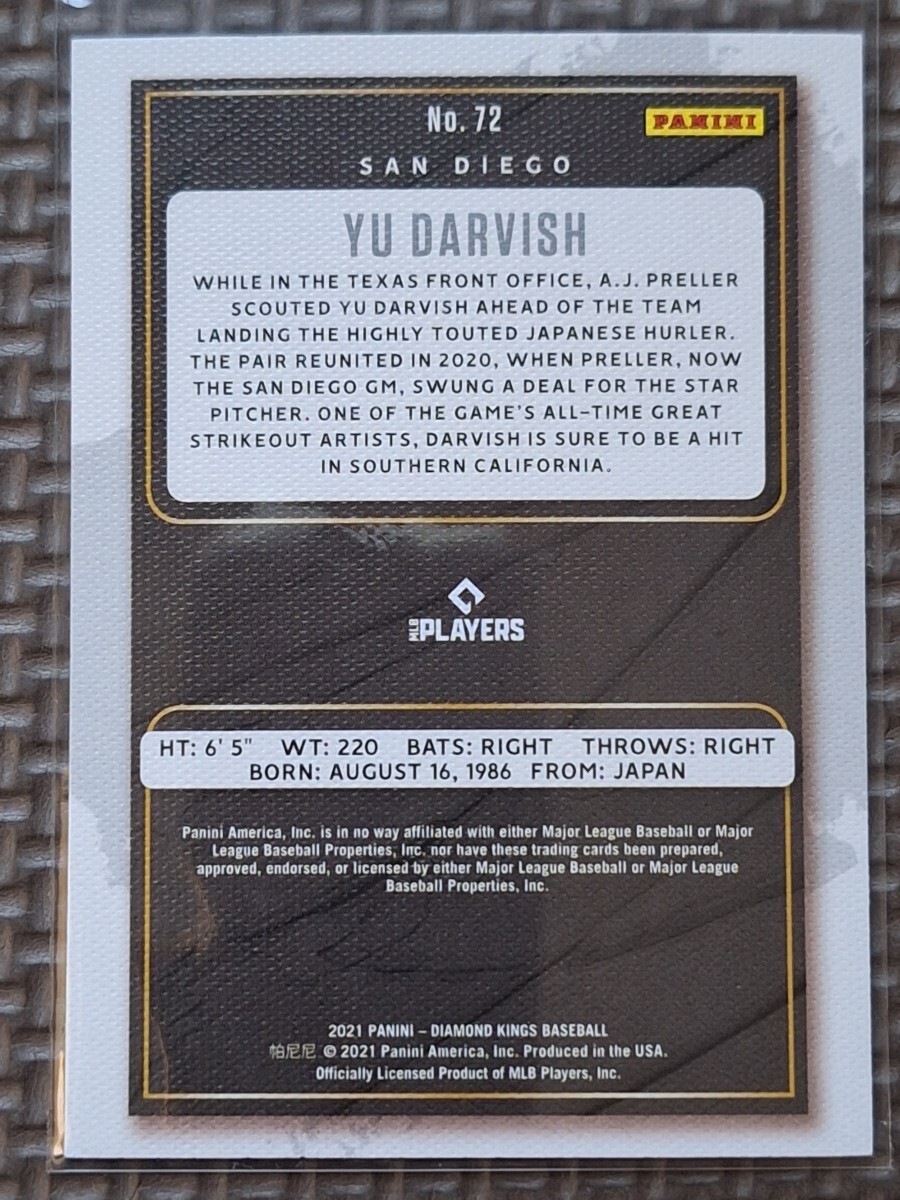 No. 72
PANINI
SAN DIEGO
YU DARVISH
WHILE IN THE TEXAS FRONT OFFICE, A.J. PRELLER
SCOUTED YU DARVISH AHEAD OF THE TEAM
LANDING THE HIGHLY TOUTED JAPANESE HURLER.
THE PAIR REUNITED IN 2020, WHEN PRELLER, NOW
THE SAN DIEGO GM, SWUNG A DEAL FOR THE STAR
PITCHER. ONE OF THE GAME'S ALL-TIME GREAT
STRIKEOUT ARTISTS, DARVISH IS SURE TO BE A HIT
IN SOUTHERN CALIFORNIA.
MLB PLAYERS
HT: 6' 5" WT: 220 BATS: RIGHT THROWS: RIGHT
BORN: AUGUST 16, 1986 FROM: JAPAN
Panini America, Inc. is in no way affiliated with either Major League Baseball or Major
League Baseball Properties, Inc. nor have these trading cards been prepared,
approved, endorsed, or licensed by either Major League Baseball or Major League
Baseball Properties, Inc.
2021 PANINI – DIAMOND KINGS BASEBALL
帕尼尼 © 2021 Panini America, Inc. Produced in the USA.
Officially Licensed Product of MLB Players, Inc.